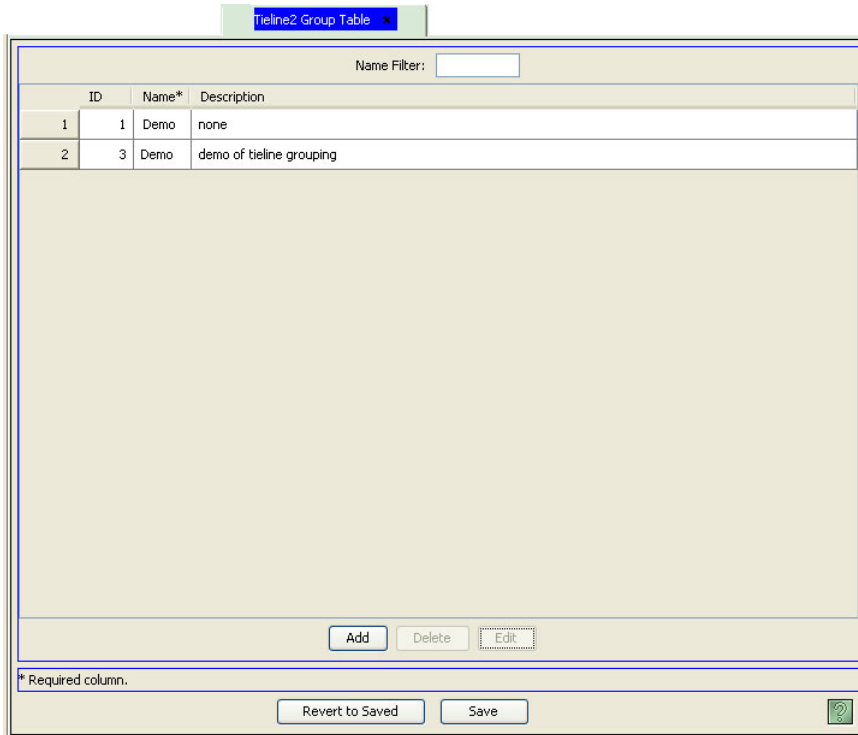 Tieline2 Group Table x
Name Filter:
ID Name* Description
1 1 Demo none
2 3 Demo demo of tieline grouping
Add Delete Edit
* Required column.
Revert to Saved Save ?